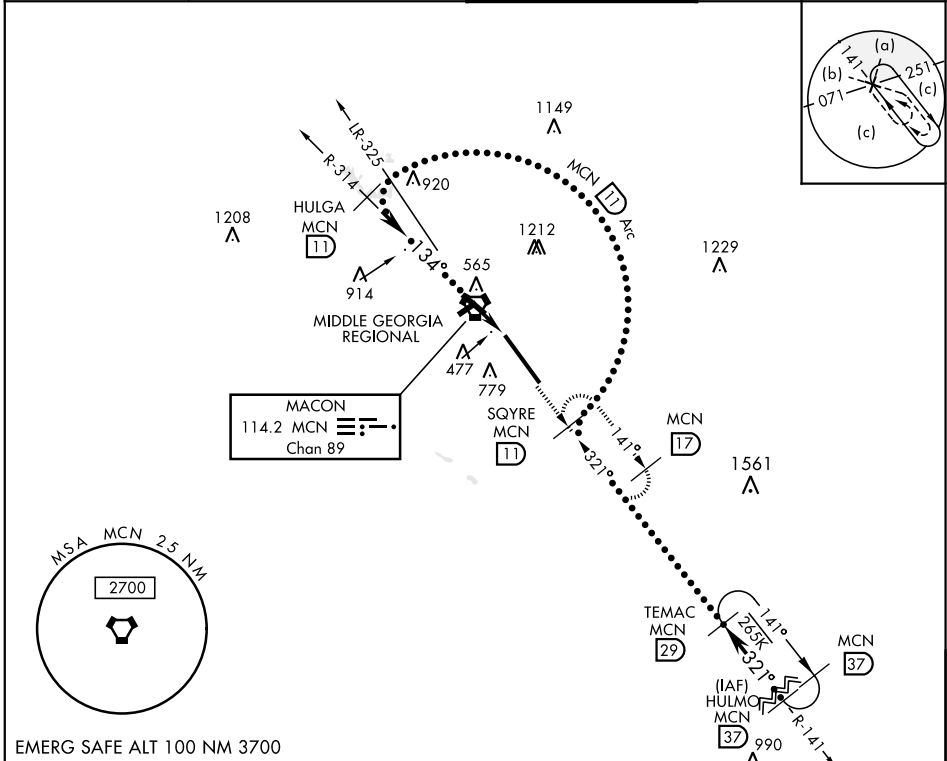 (a)
141
251
(b)
(c)
071
(c)
1149
LR-325
R-314
MCN 11 Arc
920
HULGA
MCN
11
1208
1212
134°
1229
565
914
MIDDLE GEORGIA
REGIONAL
477
779
MACON
114.2 MCN
Chan 89
SQYRE
MCN
11
141°
MCN
17
321°
1561
MSA MCN 25 NM
2700
TEMAC
MCN
29
265K
141°
321°
MCN
37
(IAF)
HULMO
MCN
37
R-141
990
EMERG SAFE ALT 100 NM 3700